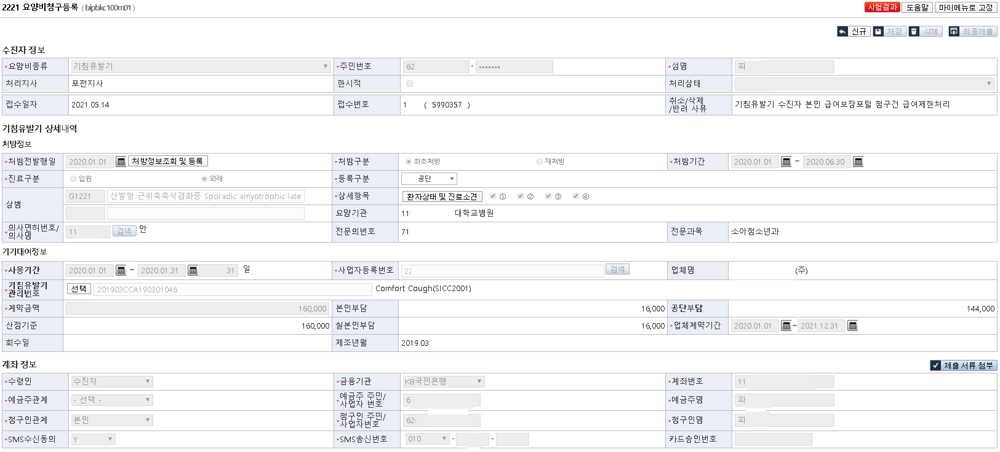 2221 요양비청구등록 ( bipbkc100m01 )
시험결과 도움말 마이메뉴로 고정
신규 저장 삭제 최종제출
수진자 정보
*요양비종류 기침유발기 *주민번호 62 - ••••••• *성명 파
처리지사 포천지사 한시적 처리상태
접수일자 2021.05.14 접수번호 1 ( 5990357 ) 취소/삭제
/반려 사유 기침유발기 수진자 본인 급여보장포털 청구건 급여제한처리
기침유발기 상세내역
처방정보
*처방전발행일 2020.01.01 처방정보조회 및 등록 *처방구분 최초처방 재처방 *처방기간 2020.01.01 ~ 2020.06.30
*진료구분 입원 외래 *등록구분 공단
상병 G1221 산발형 근위축측삭경화증 Sporadic amyotrophic late *상세항목 환자상태 및 진료소견 ① ② ③ ④
요양기관 11 대학교병원
*의사면허번호/
의사명 11 검색 안 전문의번호 71 전문과목 소아청소년과
기기대여정보
*사용기간 2020.01.01 ~ 2020.01.31 31 일 *사업자등록번호 22 검색 업체명 (주)
*기침유발기
관리번호 선택 201903CCA190301046 Comfort Cough(SICC2001)
*계약금액 160,000 본인부담 16,000 공단부담 144,000
산정기준 160,000 실본인부담 16,000 *업체계약기간 2020.01.01 ~ 2021.12.31
회수일 제조년월 2019.03
계좌 정보
제출 서류 첨부
*수령인 수진자 *금융기관 KB국민은행 *계좌번호 11
*예금주관계 - 선택 - *예금주 주민/
사업자 번호 6 *예금주명 파
*청구인관계 본인 *청구인 주민/
사업자번호 62 *청구인명 파
*SMS수신동의 Y *SMS송신번호 010 - - 카드승인번호